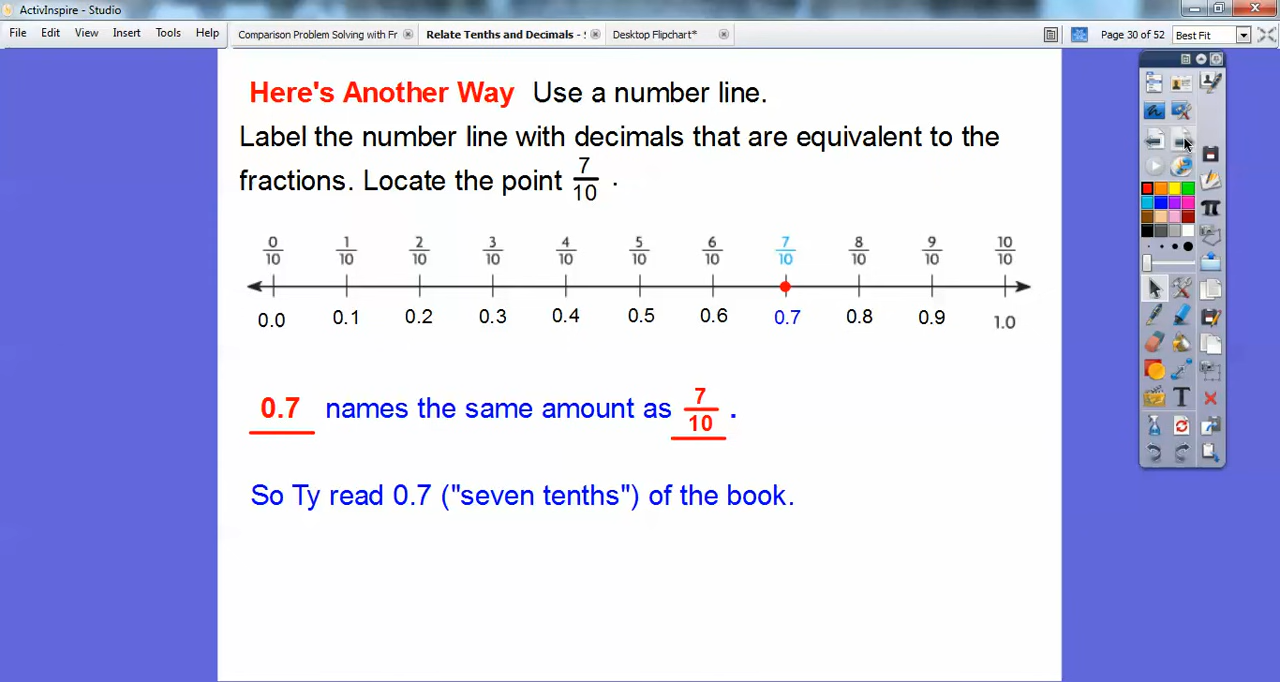 ActivInspire - Studio
File Edit View Insert Tools Help
Comparison Problem Solving with Fr
Relate Tenths and Decimals - S
Desktop Flipchart*
Page 30 of 52
Best Fit
Here's Another Way Use a number line.
Label the number line with decimals that are equivalent to the
fractions. Locate the point 7/10 .
0/10 1/10 2/10 3/10 4/10 5/10 6/10 7/10 8/10 9/10 10/10
0.0 0.1 0.2 0.3 0.4 0.5 0.6 0.7 0.8 0.9 1.0
0.7 names the same amount as 7/10 .
So Ty read 0.7 ("seven tenths") of the book.